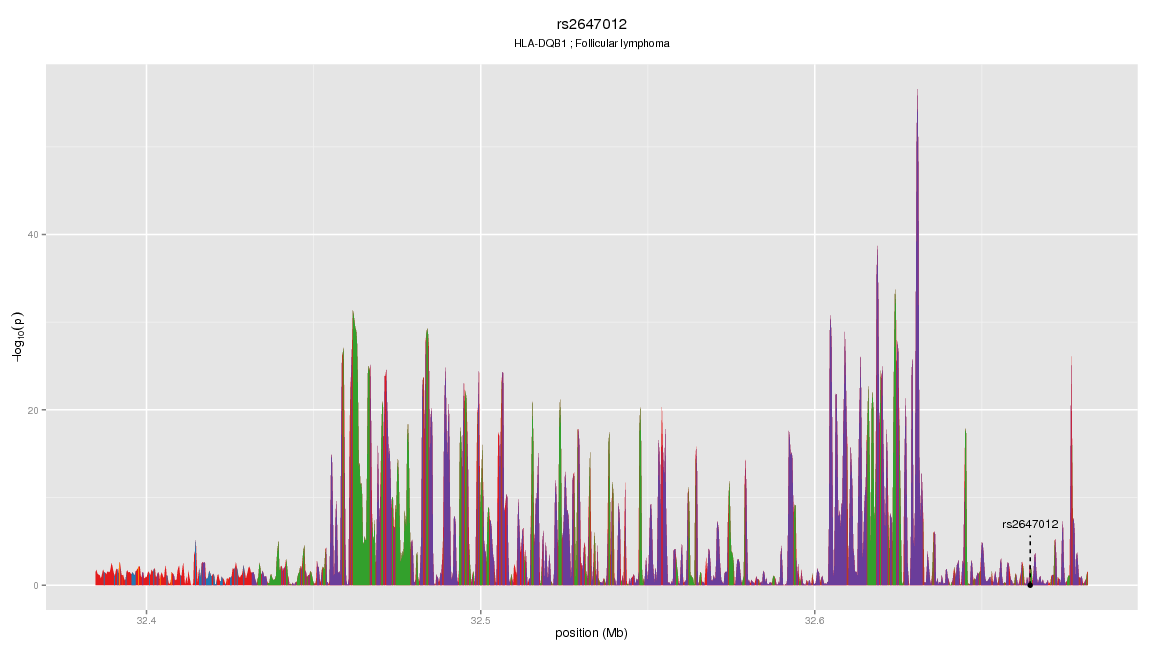 rs2647012
HLA-DQB1 ; Follicular lymphoma
−log10(p)
40
20
0
rs2647012
32.4
32.5
32.6
position (Mb)